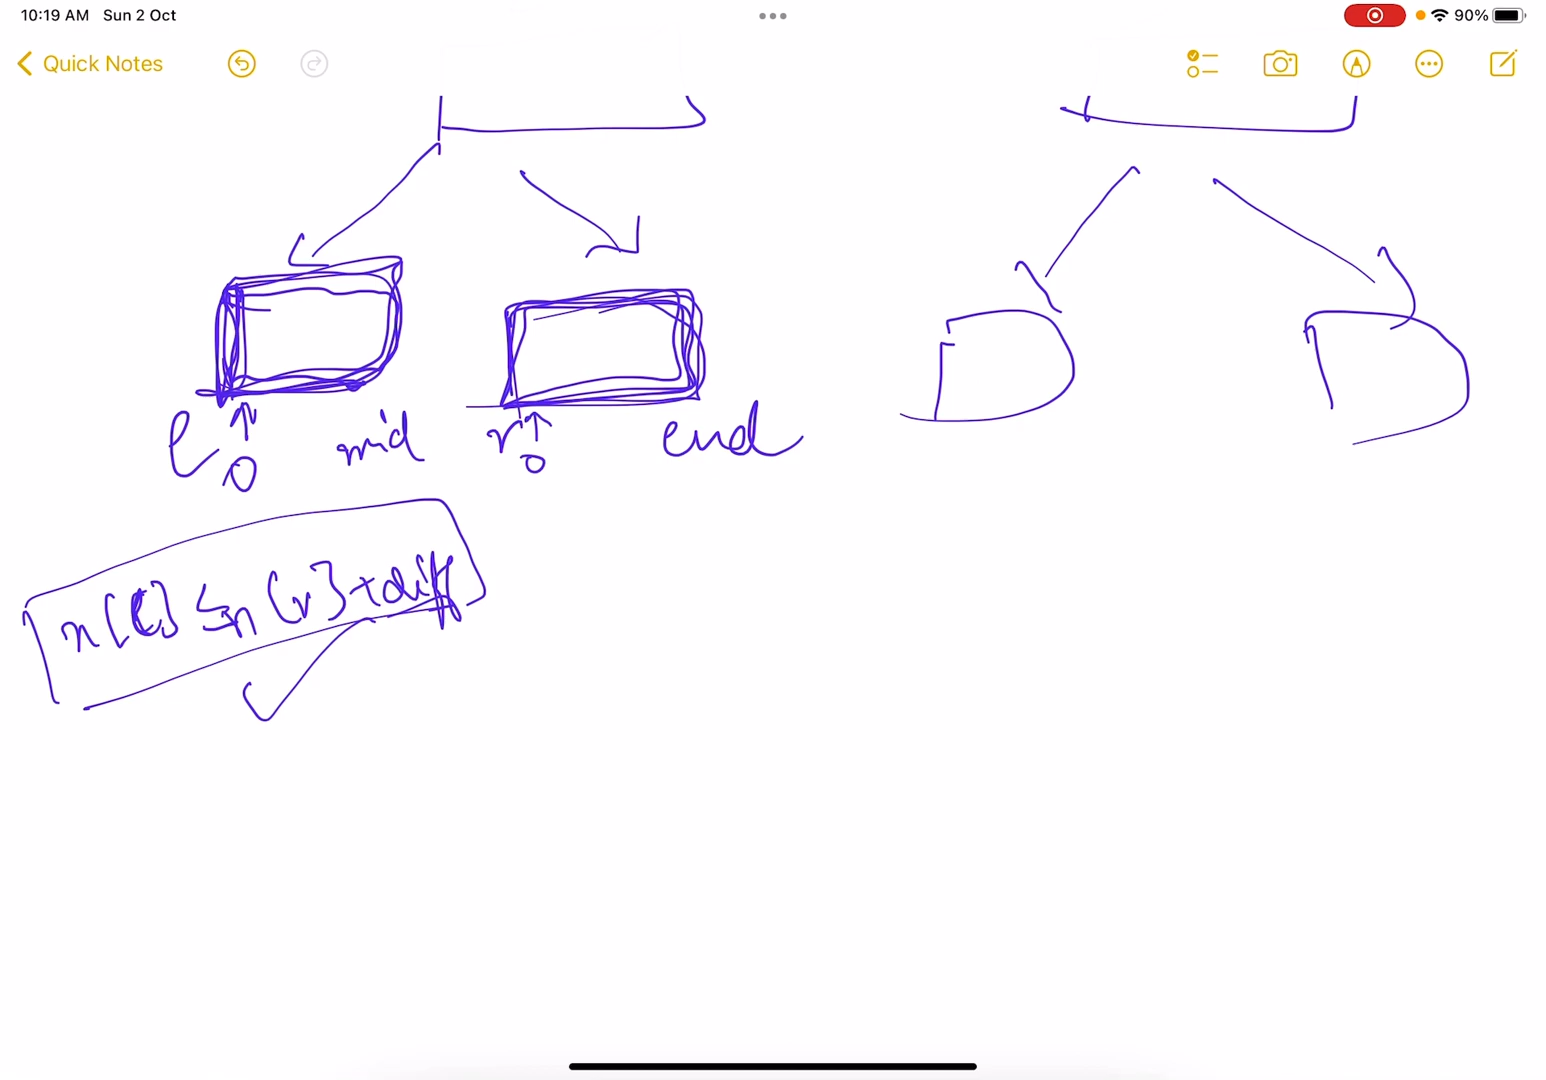 10:19 AM Sun 2 Oct 90%
Quick Notes
l mid r end
0 0
n[l] ≤ n[r] + diff